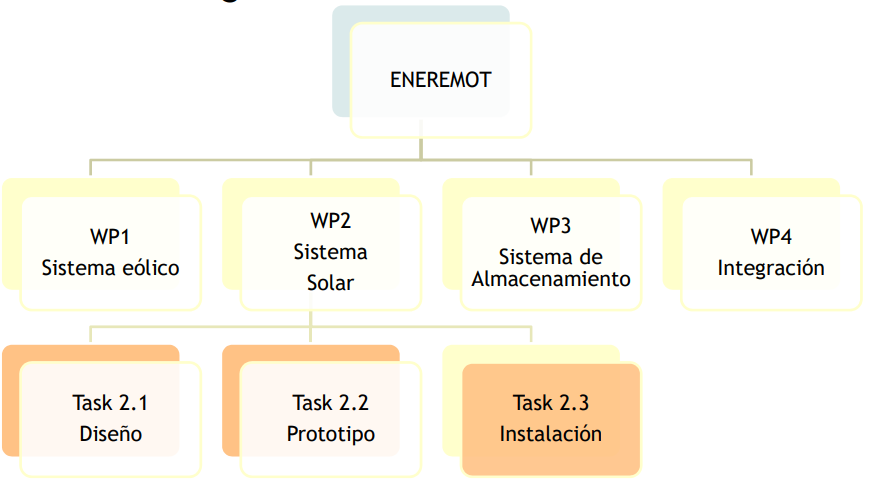 ENEREMOT
WP1
Sistema eólico
WP2
Sistema
Solar
WP3
Sistema de
Almacenamiento
WP4
Integración
Task 2.1
Diseño
Task 2.2
Prototipo
Task 2.3
Instalación